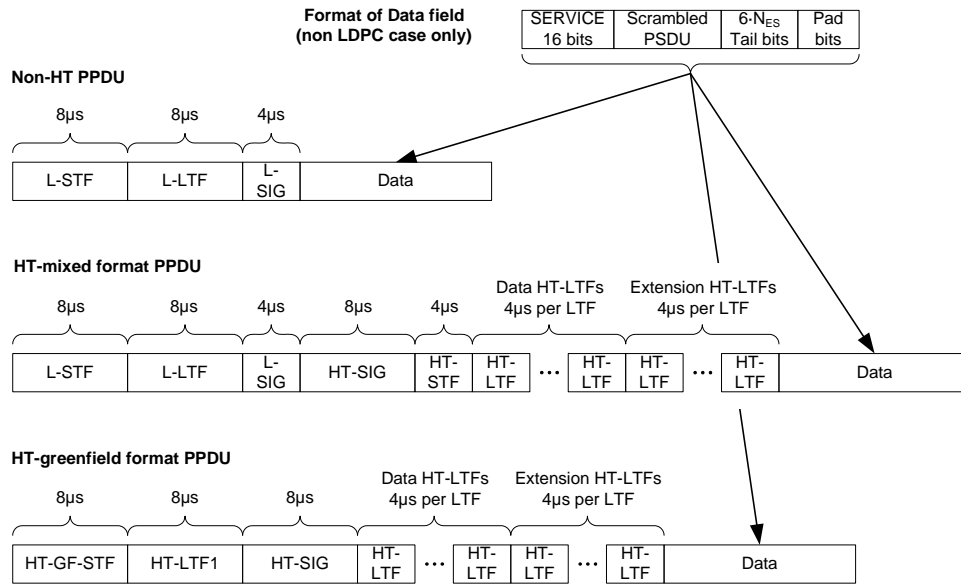 Format of Data field
(non LDPC case only)
SERVICE
16 bits
Scrambled
PSDU
6·NES
Tail bits
Pad
bits
Non-HT PPDU
8µs
8µs
4µs
L-STF
L-LTF
L-
SIG
Data
HT-mixed format PPDU
8µs
8µs
4µs
8µs
4µs
Data HT-LTFs
4µs per LTF
Extension HT-LTFs
4µs per LTF
L-STF
L-LTF
L-
SIG
HT-SIG
HT-
STF
HT-
LTF
...
HT-
LTF
HT-
LTF
...
HT-
LTF
Data
HT-greenfield format PPDU
8µs
8µs
8µs
Data HT-LTFs
4µs per LTF
Extension HT-LTFs
4µs per LTF
HT-GF-STF
HT-LTF1
HT-SIG
HT-
LTF
...
HT-
LTF
HT-
LTF
...
HT-
LTF
Data